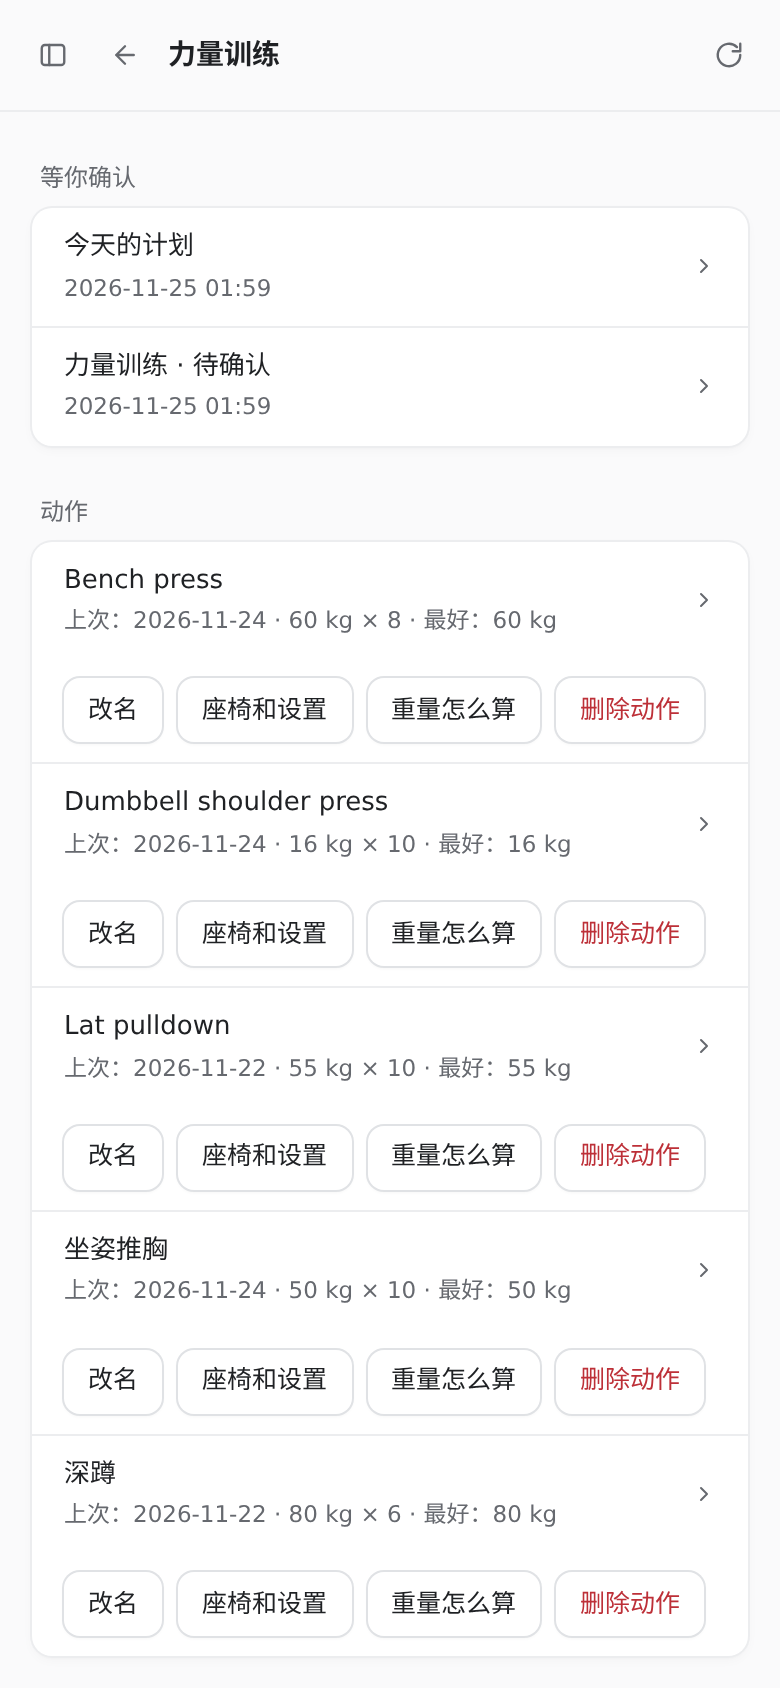 力量训练
等你确认
今天的计划
2026-11-25 01:59
力量训练 · 待确认
2026-11-25 01:59
动作
Bench press
上次：2026-11-24 · 60 kg × 8 · 最好：60 kg
改名 座椅和设置 重量怎么算 删除动作
Dumbbell shoulder press
上次：2026-11-24 · 16 kg × 10 · 最好：16 kg
改名 座椅和设置 重量怎么算 删除动作
Lat pulldown
上次：2026-11-22 · 55 kg × 10 · 最好：55 kg
改名 座椅和设置 重量怎么算 删除动作
坐姿推胸
上次：2026-11-24 · 50 kg × 10 · 最好：50 kg
改名 座椅和设置 重量怎么算 删除动作
深蹲
上次：2026-11-22 · 80 kg × 6 · 最好：80 kg
改名 座椅和设置 重量怎么算 删除动作